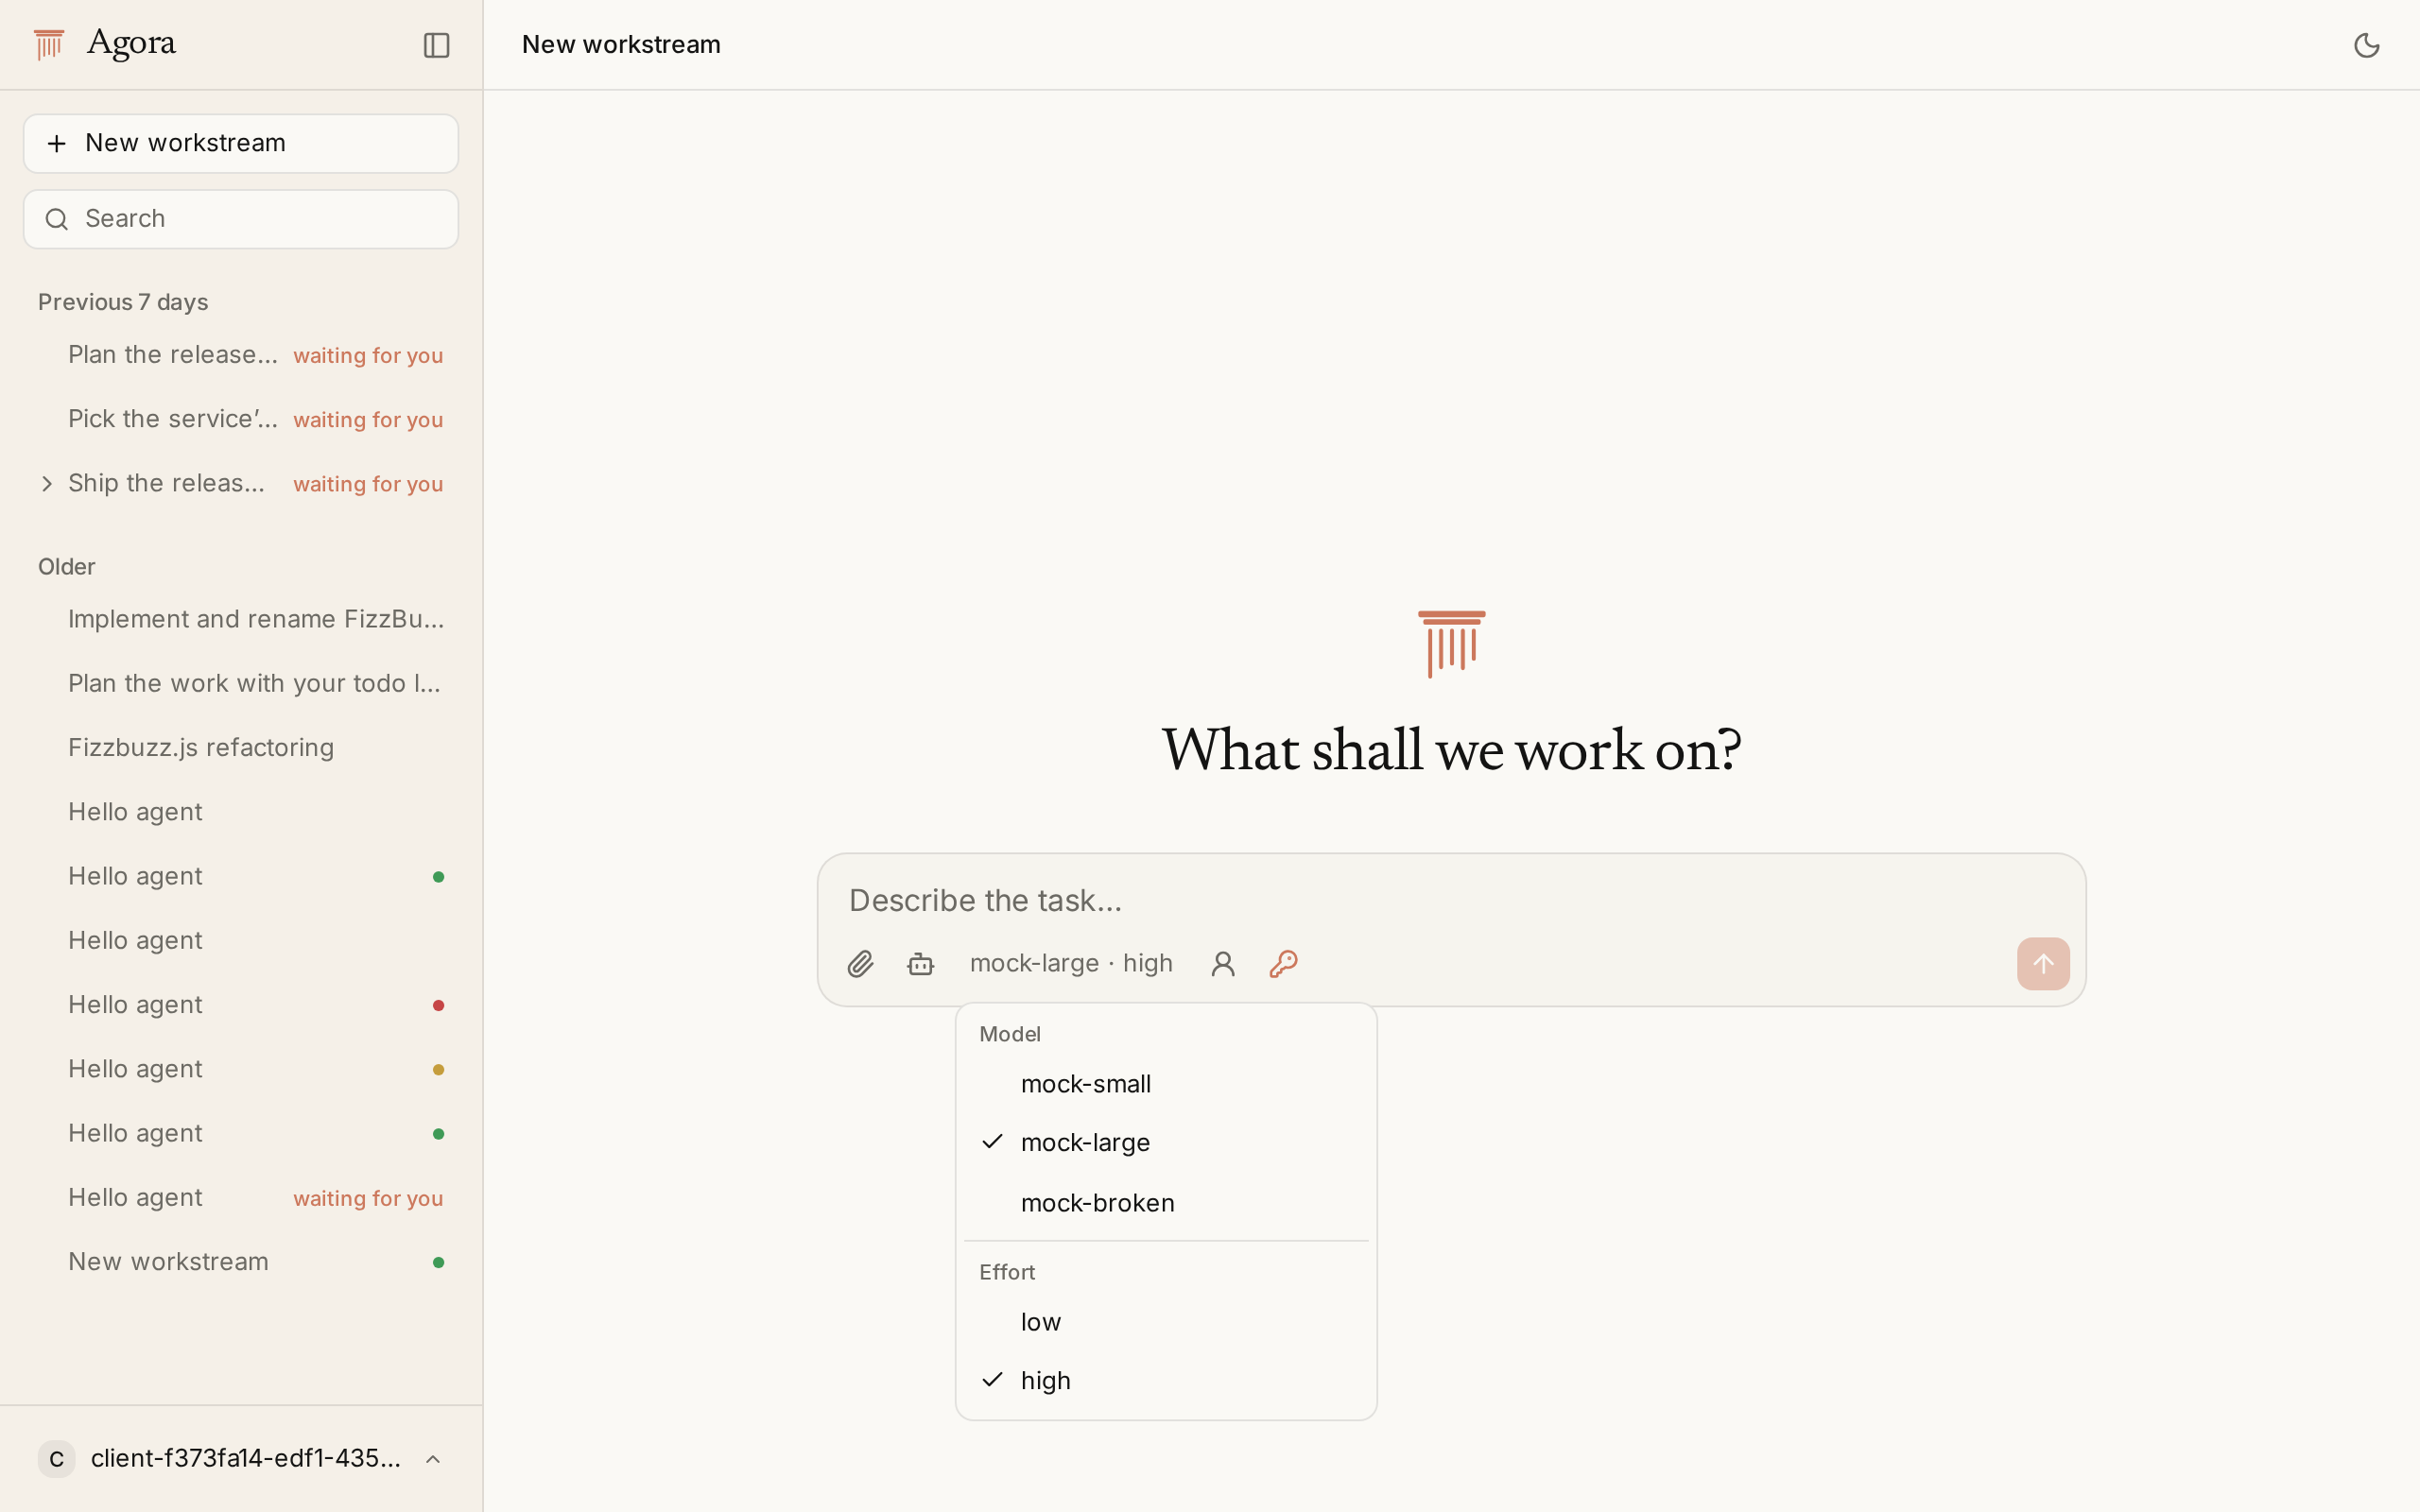 Agora
New workstream
New workstream
Search
Previous 7 days
Plan the release... waiting for you
Pick the service’... waiting for you
Ship the releas... waiting for you
Older
Implement and rename FizzBu...
Plan the work with your todo l...
Fizzbuzz.js refactoring
Hello agent
Hello agent
Hello agent
Hello agent
Hello agent
Hello agent
Hello agent waiting for you
New workstream
C client-f373fa14-edf1-435...
What shall we work on?
Describe the task...
mock-large · high
Model
mock-small
mock-large
mock-broken
Effort
low
high